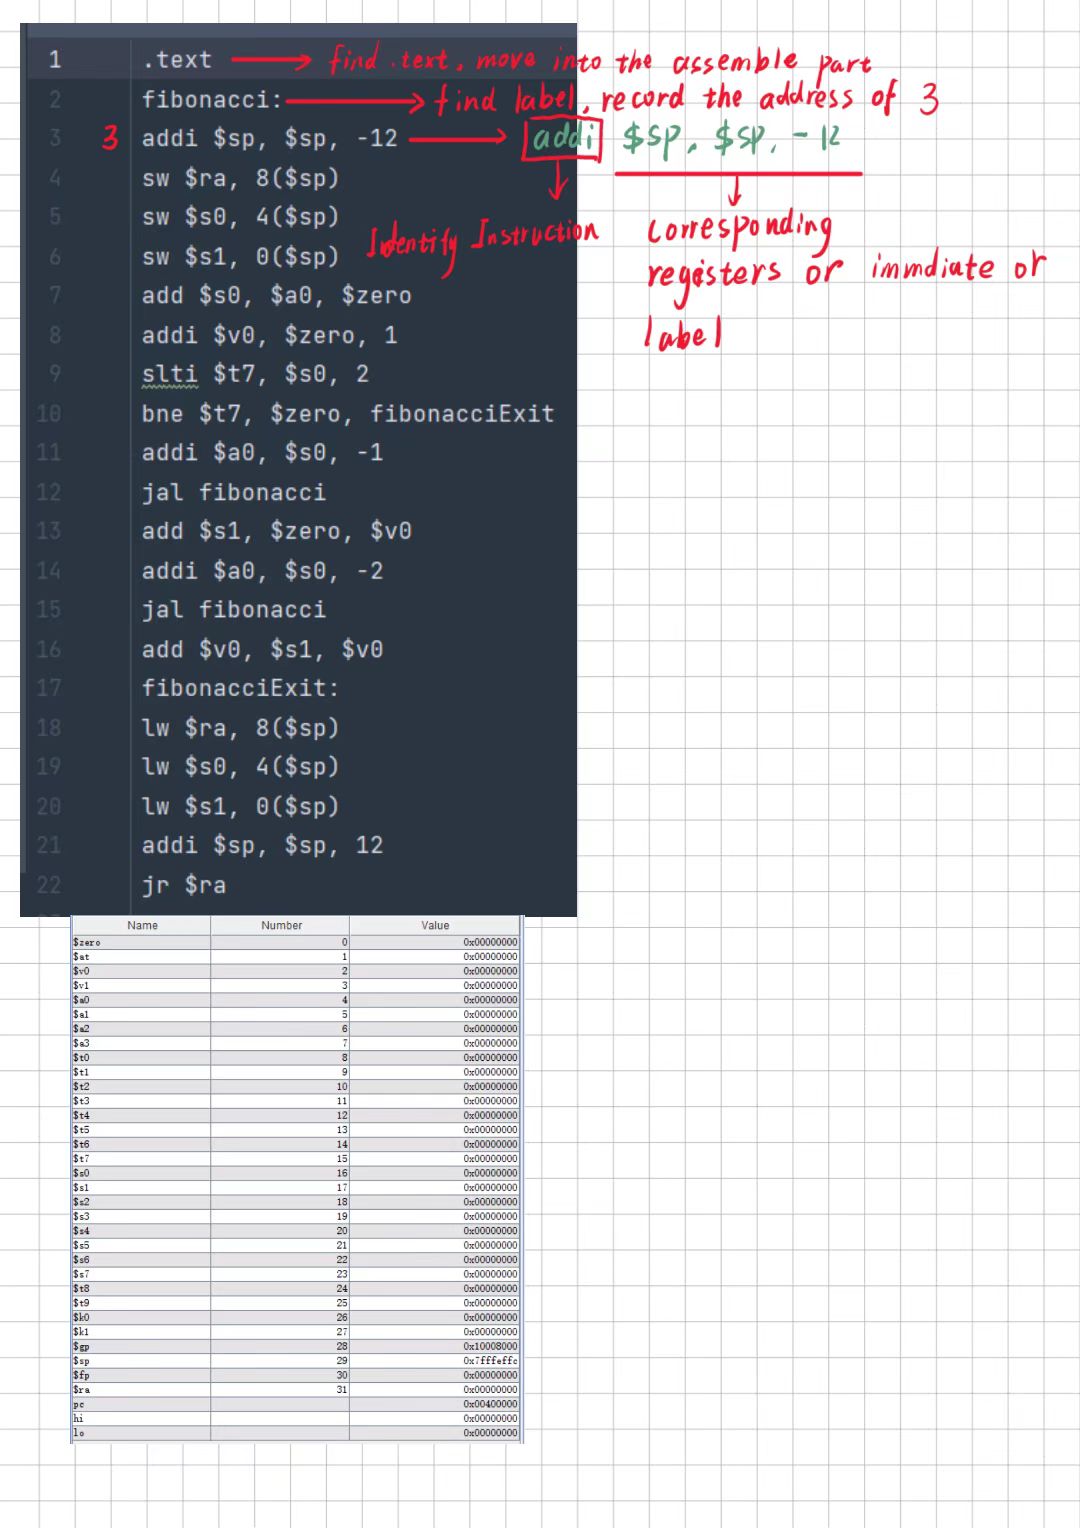 1 .text find .text, move into the assemble part
2 fibonacci: find label, record the address of 3
3 3 addi $sp, $sp, -12 addi $sp, $sp, -12
4 sw $ra, 8($sp)
5 sw $s0, 4($sp) Identify Instruction corresponding
6 sw $s1, 0($sp) registers or immdiate or
7 add $s0, $a0, $zero label
8 addi $v0, $zero, 1
9 slti $t7, $s0, 2
10 bne $t7, $zero, fibonacciExit
11 addi $a0, $s0, -1
12 jal fibonacci
13 add $s1, $zero, $v0
14 addi $a0, $s0, -2
15 jal fibonacci
16 add $v0, $s1, $v0
17 fibonacciExit:
18 lw $ra, 8($sp)
19 lw $s0, 4($sp)
20 lw $s1, 0($sp)
21 addi $sp, $sp, 12
22 jr $ra
Name Number Value
$zero 0 0x00000000
$at 1 0x00000000
$v0 2 0x00000000
$v1 3 0x00000000
$a0 4 0x00000000
$a1 5 0x00000000
$a2 6 0x00000000
$a3 7 0x00000000
$t0 8 0x00000000
$t1 9 0x00000000
$t2 10 0x00000000
$t3 11 0x00000000
$t4 12 0x00000000
$t5 13 0x00000000
$t6 14 0x00000000
$t7 15 0x00000000
$s0 16 0x00000000
$s1 17 0x00000000
$s2 18 0x00000000
$s3 19 0x00000000
$s4 20 0x00000000
$s5 21 0x00000000
$s6 22 0x00000000
$s7 23 0x00000000
$t8 24 0x00000000
$t9 25 0x00000000
$k0 26 0x00000000
$k1 27 0x00000000
$gp 28 0x10008000
$sp 29 0x7fffeffc
$fp 30 0x00000000
$ra 31 0x00000000
pc 0x00400000
hi 0x00000000
lo 0x00000000